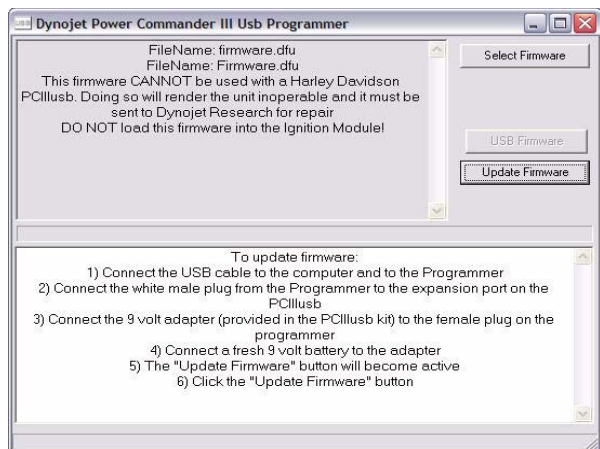 USB Dynojet Power Commander III Usb Programmer
FileName: firmware.dfu
FileName: Firmware.dfu
This firmware CANNOT be used with a Harley Davidson
PCIIIusb. Doing so will render the unit inoperable and it must be
sent to Dynojet Research for repair
DO NOT load this firmware into the Ignition Module!
Select Firmware
USB Firmware
Update Firmware
To update firmware:
1) Connect the USB cable to the computer and to the Programmer
2) Connect the white male plug from the Programmer to the expansion port on the
PCIIIusb
3) Connect the 9 volt adapter (provided in the PCIIIusb kit) to the female plug on the
programmer
4) Connect a fresh 9 volt battery to the adapter
5) The "Update Firmware" button will become active
6) Click the "Update Firmware" button